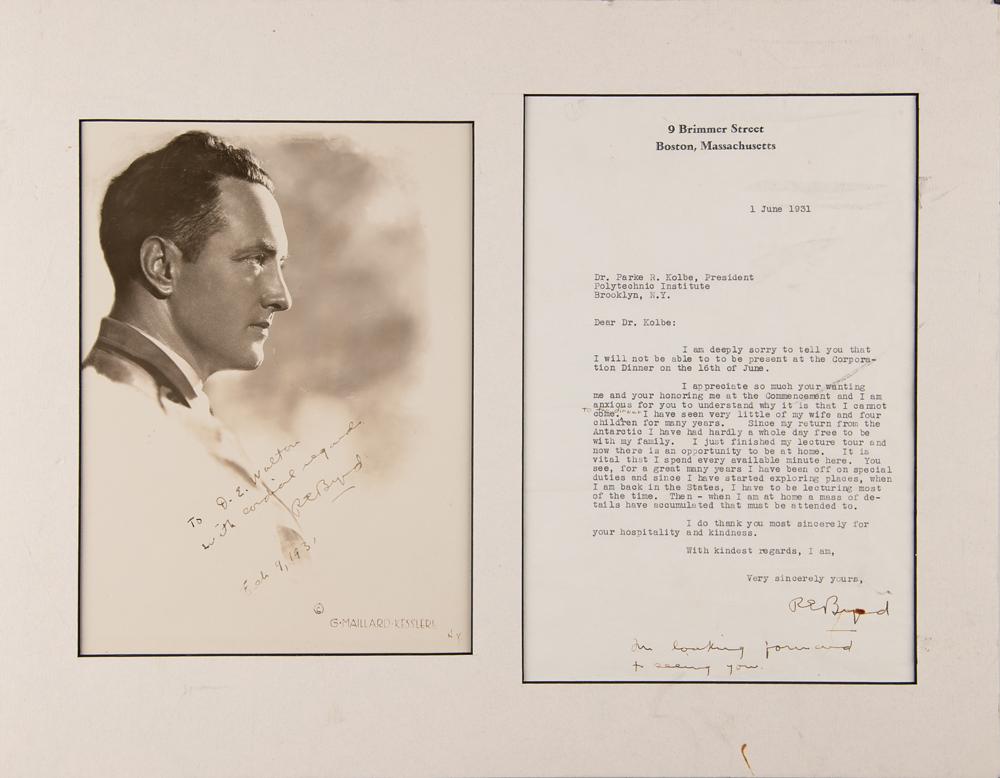 To D. E. Walton
with cordial regards
REByrd
Feb 9, 193
©
G·MAILLARD·KESSLERE
N.Y.
9 Brimmer Street
Boston, Massachusetts
1 June 1931
Dr. Parke R. Kolbe, President
Polytechnic Institute
Brooklyn, N.Y.
Dear Dr. Kolbe:
I am deeply sorry to tell you that
I will not be able to to be present at the Corpora-
tion Dinner on the 16th of June.
I appreciate so much your wanting
me and your honoring me at the Commencement and I am
anxious for you to understand why it is that I cannot
to the dinner
come. I have seen very little of my wife and four
children for many years. Since my return from the
Antarctic I have had hardly a whole day free to be
with my family. I just finished my lecture tour and
now there is an opportunity to be at home. It is
vital that I spend every available minute here. You
see, for a great many years I have been off on special
duties and since I have started exploring places, when
I am back in the States, I have to be lecturing most
of the time. Then - when I am at home a mass of de-
tails have accumulated that must be attended to.
I do thank you most sincerely for
your hospitality and kindness.
With kindest regards, I am,
Very sincerely yours,
REByrd
Im looking forward
to seeing you.